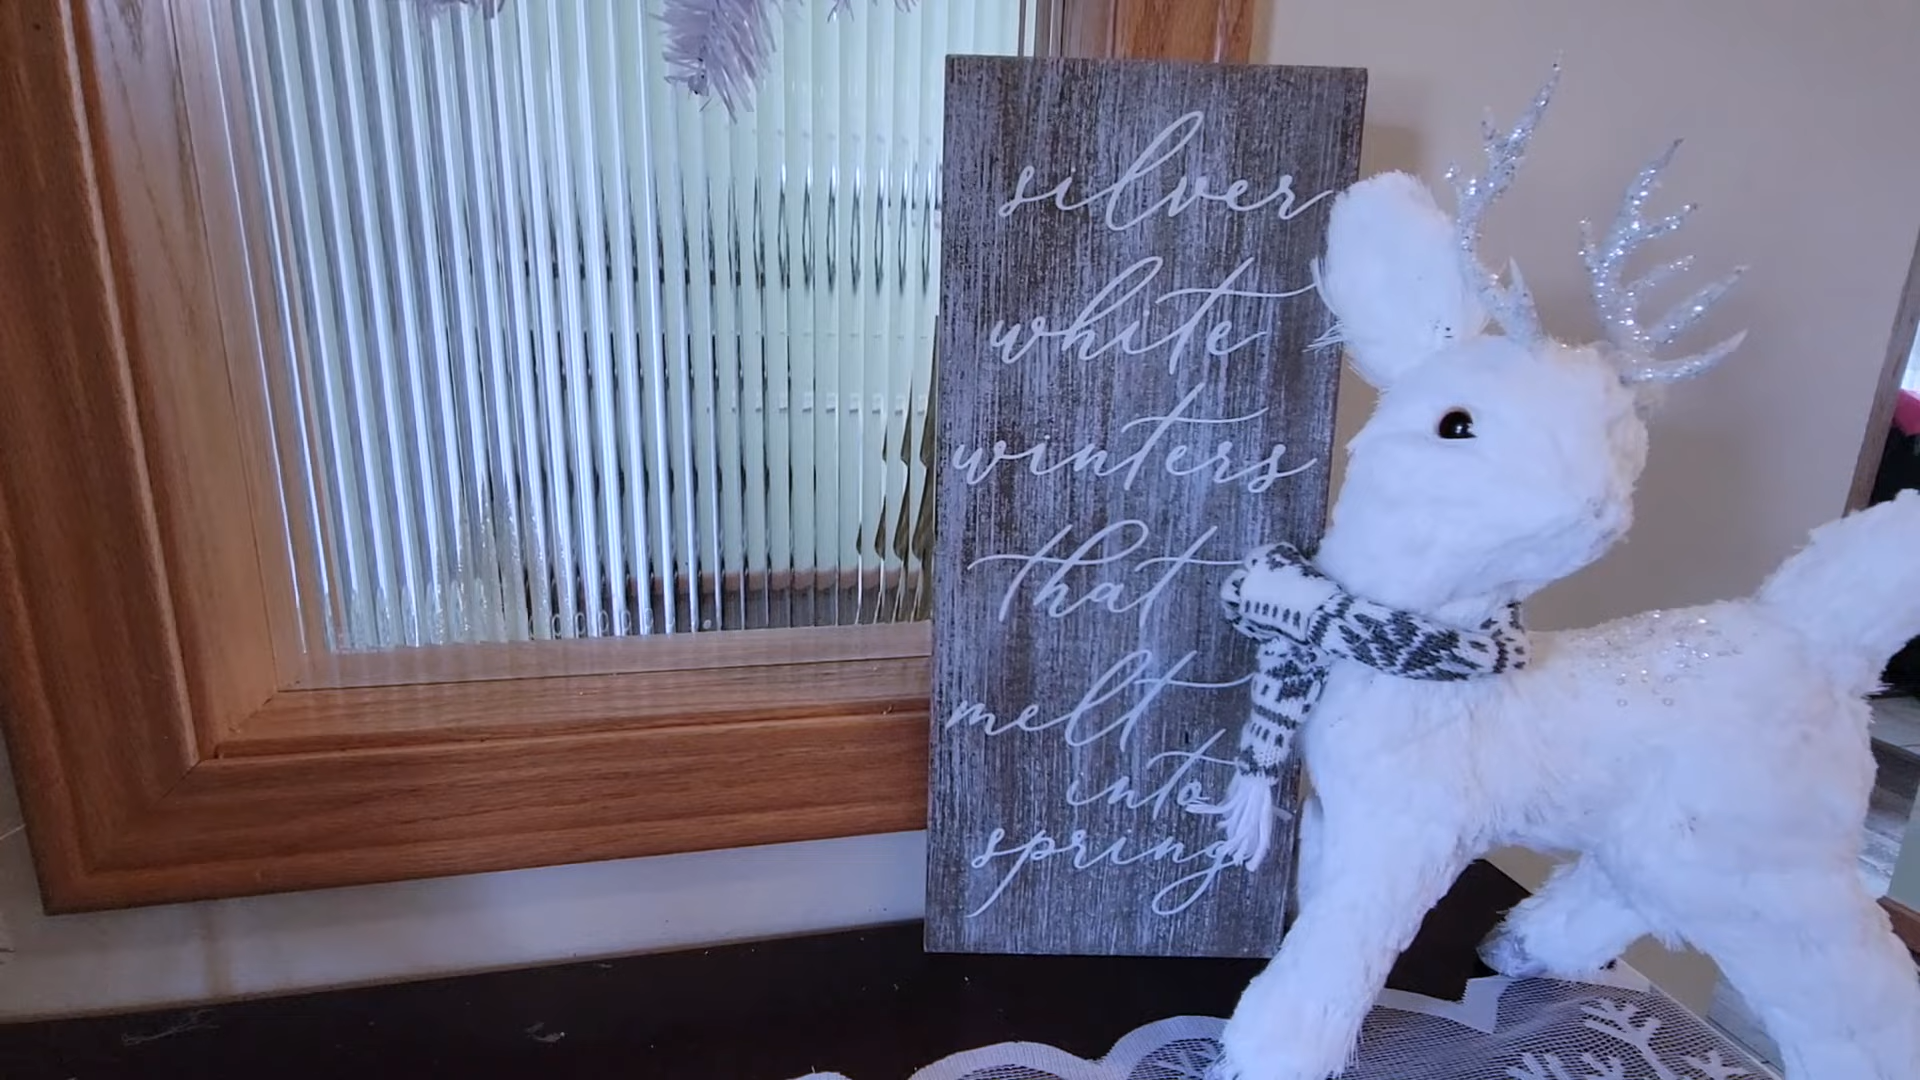 silver
white
winters
that
melt
into
spring